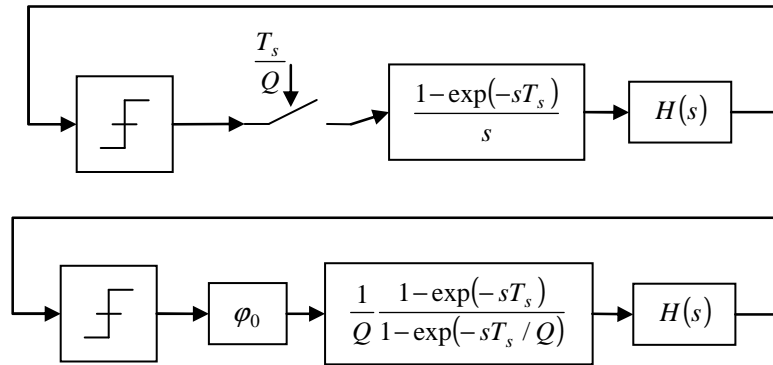 T_s
Q
1-exp(-sT_s)
s
H(s)
φ_0
1 1-exp(-sT_s)
Q 1-exp(-sT_s / Q)
H(s)